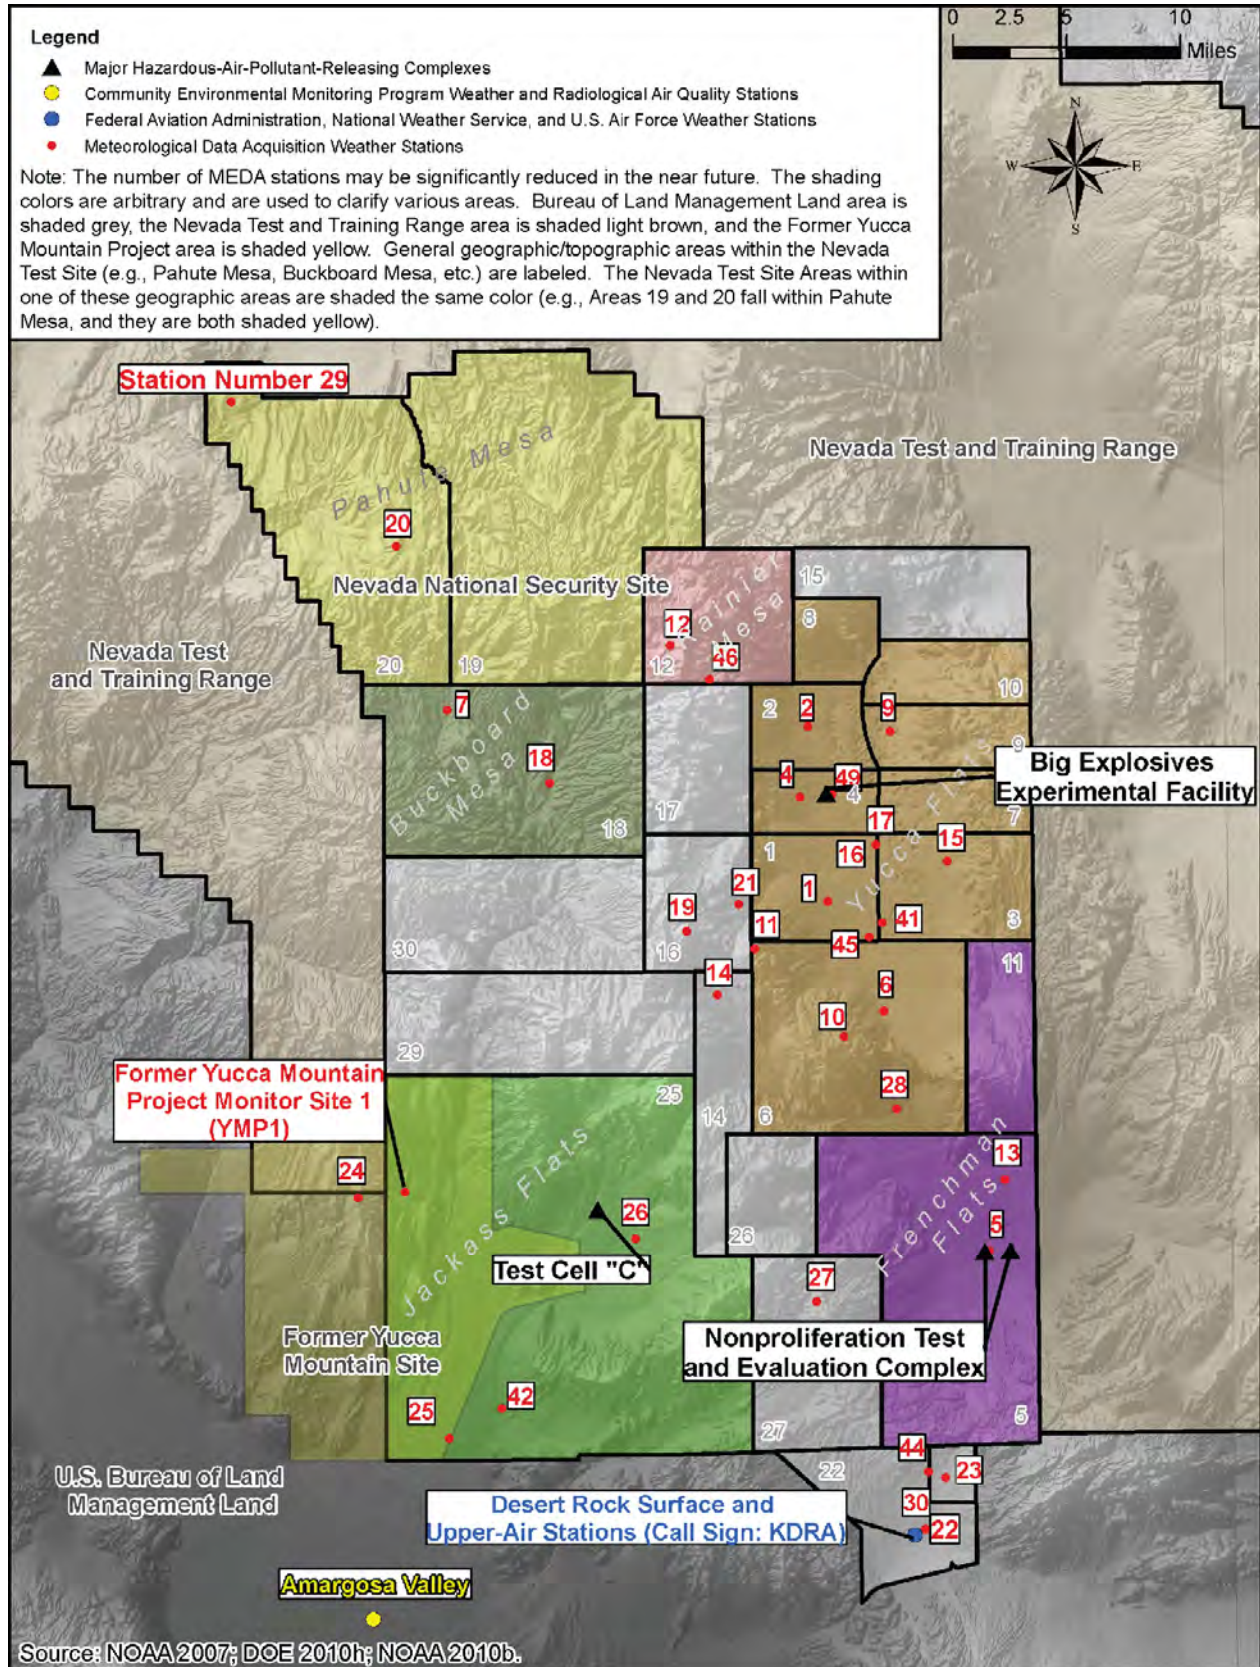 Legend
Major Hazardous-Air-Pollutant-Releasing Complexes
Community Environmental Monitoring Program Weather and Radiological Air Quality Stations
Federal Aviation Administration, National Weather Service, and U.S. Air Force Weather Stations
Meteorological Data Acquisition Weather Stations
Note: The number of MEDA stations may be significantly reduced in the near future. The shading
colors are arbitrary and are used to clarify various areas. Bureau of Land Management Land area is
shaded grey, the Nevada Test and Training Range area is shaded light brown, and the Former Yucca
Mountain Project area is shaded yellow. General geographic/topographic areas within the Nevada
Test Site (e.g., Pahute Mesa, Buckboard Mesa, etc.) are labeled. The Nevada Test Site Areas within
one of these geographic areas are shaded the same color (e.g., Areas 19 and 20 fall within Pahute
Mesa, and they are both shaded yellow).
0 2.5 5 10
Miles
N
W E
S
Station Number 29
Nevada Test and Training Range
Pahute Mesa
20
Nevada National Security Site
15
Rainier
Mesa
8
12
46
Nevada Test
and Training Range
20 19 12
10
7
2 2 9
9
Buckboard
Mesa
18
Big Explosives
Experimental Facility
4 49
4
17 18
7
17
1 16 15
Yucca Flats
21 1
19
41
3
11 45
30 16
11
14
6
10
29
Former Yucca Mountain
Project Monitor Site 1
(YMP1)
25
28
14 6
Jackass Flats
Frenchman
Flats
13
24
26
5
26
Test Cell "C"
27
Nonproliferation Test
and Evaluation Complex
Former Yucca
Mountain Site
42
25
27 5
44
22 23
U.S. Bureau of Land
Management Land
Desert Rock Surface and
Upper-Air Stations (Call Sign: KDRA)
30
22
Amargosa Valley
Source: NOAA 2007; DOE 2010h; NOAA 2010b.